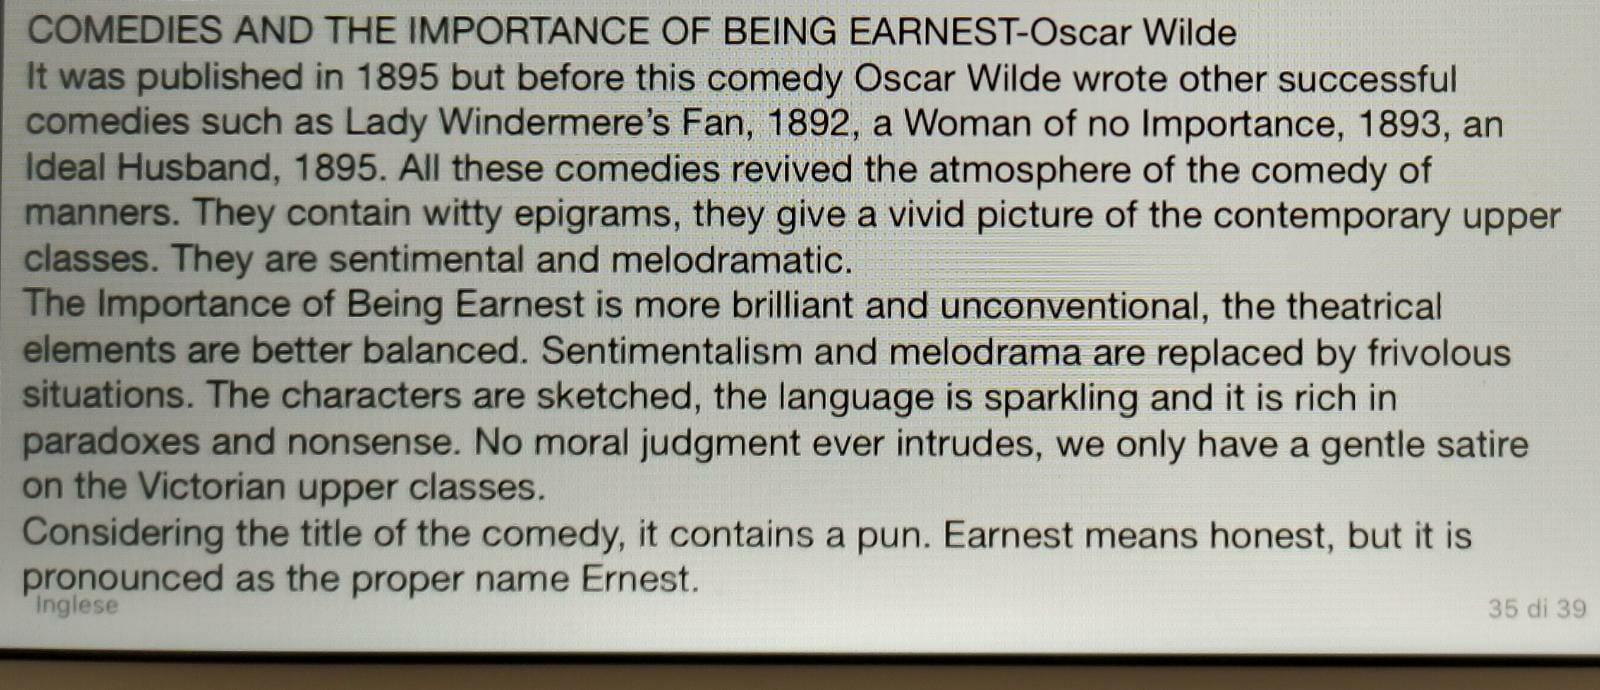 COMEDIES AND THE IMPORTANCE OF BEING EARNEST-Oscar Wilde
It was published in 1895 but before this comedy Oscar Wilde wrote other successful
comedies such as Lady Windermere's Fan, 1892, a Woman of no Importance, 1893, an
Ideal Husband, 1895. All these comedies revived the atmosphere of the comedy of
manners. They contain witty epigrams, they give a vivid picture of the contemporary upper
classes. They are sentimental and melodramatic.
The Importance of Being Earnest is more brilliant and unconventional, the theatrical
elements are better balanced. Sentimentalism and melodrama are replaced by frivolous
situations. The characters are sketched, the language is sparkling and it is rich in
paradoxes and nonsense. No moral judgment ever intrudes, we only have a gentle satire
on the Victorian upper classes.
Considering the title of the comedy, it contains a pun. Earnest means honest, but it is
pronounced as the proper name Ernest.
Inglese
35 di 39